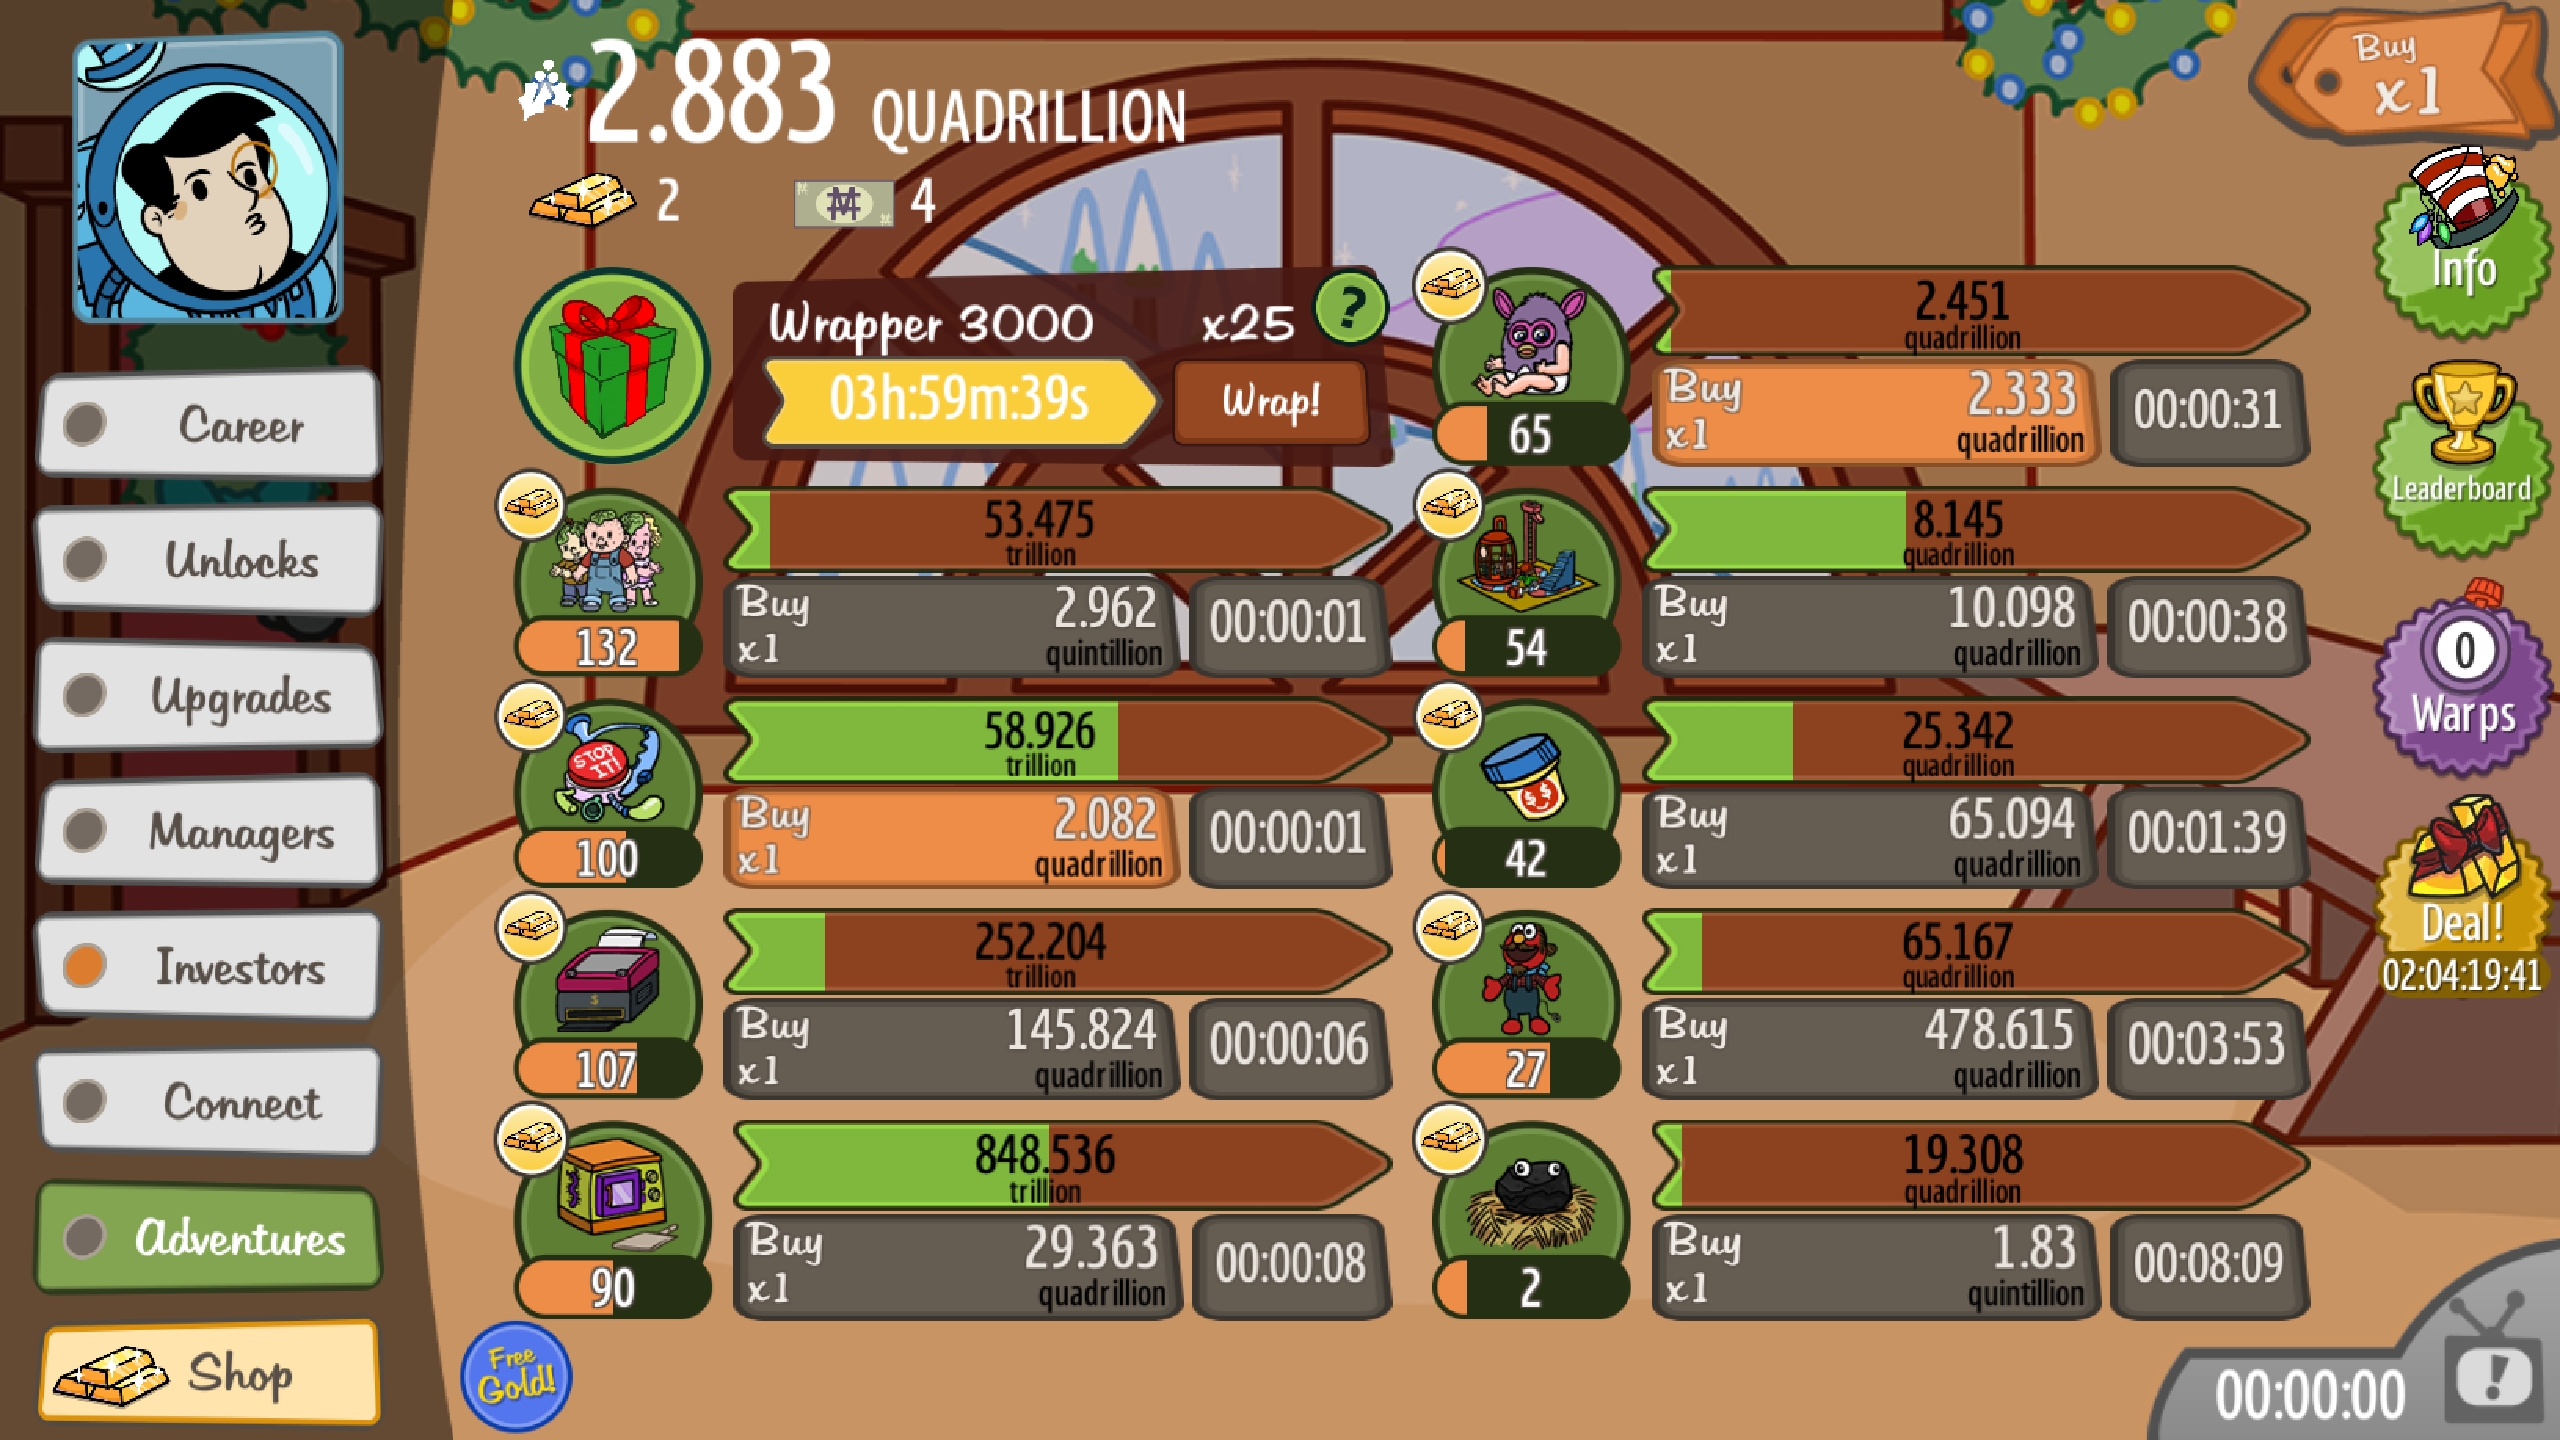 2.883 QUADRILLION
2
4
Buy
x1
Info
Leaderboard
0
Warps
Deal!
02:04:19:41
Career
Unlocks
Upgrades
Managers
Investors
Connect
Adventures
Shop
Wrapper 3000 x25 ?
03h:59m:39s Wrap!
132
53.475
trillion
Buy 2.962
x1 quintillion
00:00:01
STOP
IT!
100
58.926
trillion
Buy 2.082
x1 quadrillion
00:00:01
107
252.204
trillion
Buy 145.824
x1 quadrillion
00:00:06
90
848.536
trillion
Buy 29.363
x1 quadrillion
00:00:08
65
2.451
quadrillion
Buy 2.333
x1 quadrillion
00:00:31
54
8.145
quadrillion
Buy 10.098
x1 quadrillion
00:00:38
42
25.342
quadrillion
Buy 65.094
x1 quadrillion
00:01:39
27
65.167
quadrillion
Buy 478.615
x1 quadrillion
00:03:53
2
19.308
quadrillion
Buy 1.83
x1 quintillion
00:08:09
Free
Gold!
00:00:00
!